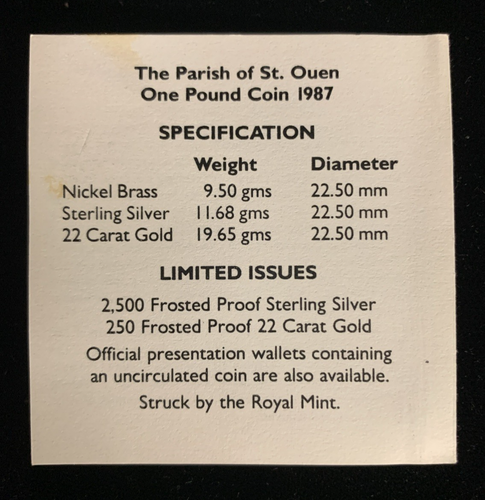 The Parish of St. Ouen
One Pound Coin 1987
SPECIFICATION
Weight Diameter
Nickel Brass 9.50 gms 22.50 mm
Sterling Silver 11.68 gms 22.50 mm
22 Carat Gold 19.65 gms 22.50 mm
LIMITED ISSUES
2,500 Frosted Proof Sterling Silver
250 Frosted Proof 22 Carat Gold
Official presentation wallets containing
an uncirculated coin are also available.
Struck by the Royal Mint.